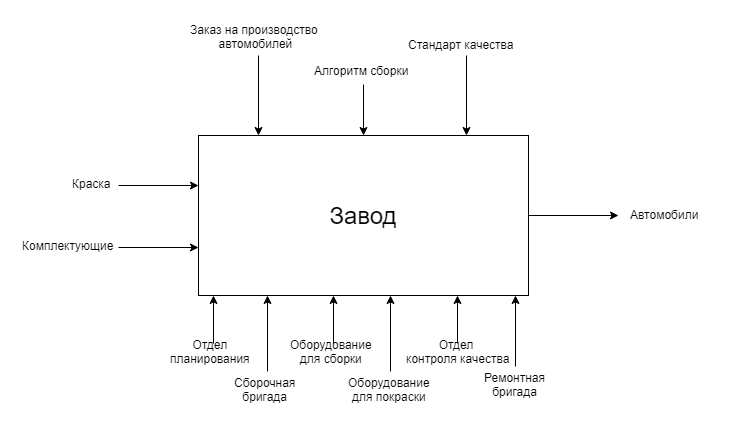 Заказ на производство
автомобилей
Стандарт качества
Алгоритм сборки
Краска
Завод
Автомобили
Комплектующие
Отдел
планирования
Оборудование
для сборки
Отдел
контроля качества
Сборочная
бригада
Оборудование
для покраски
Ремонтная
бригада